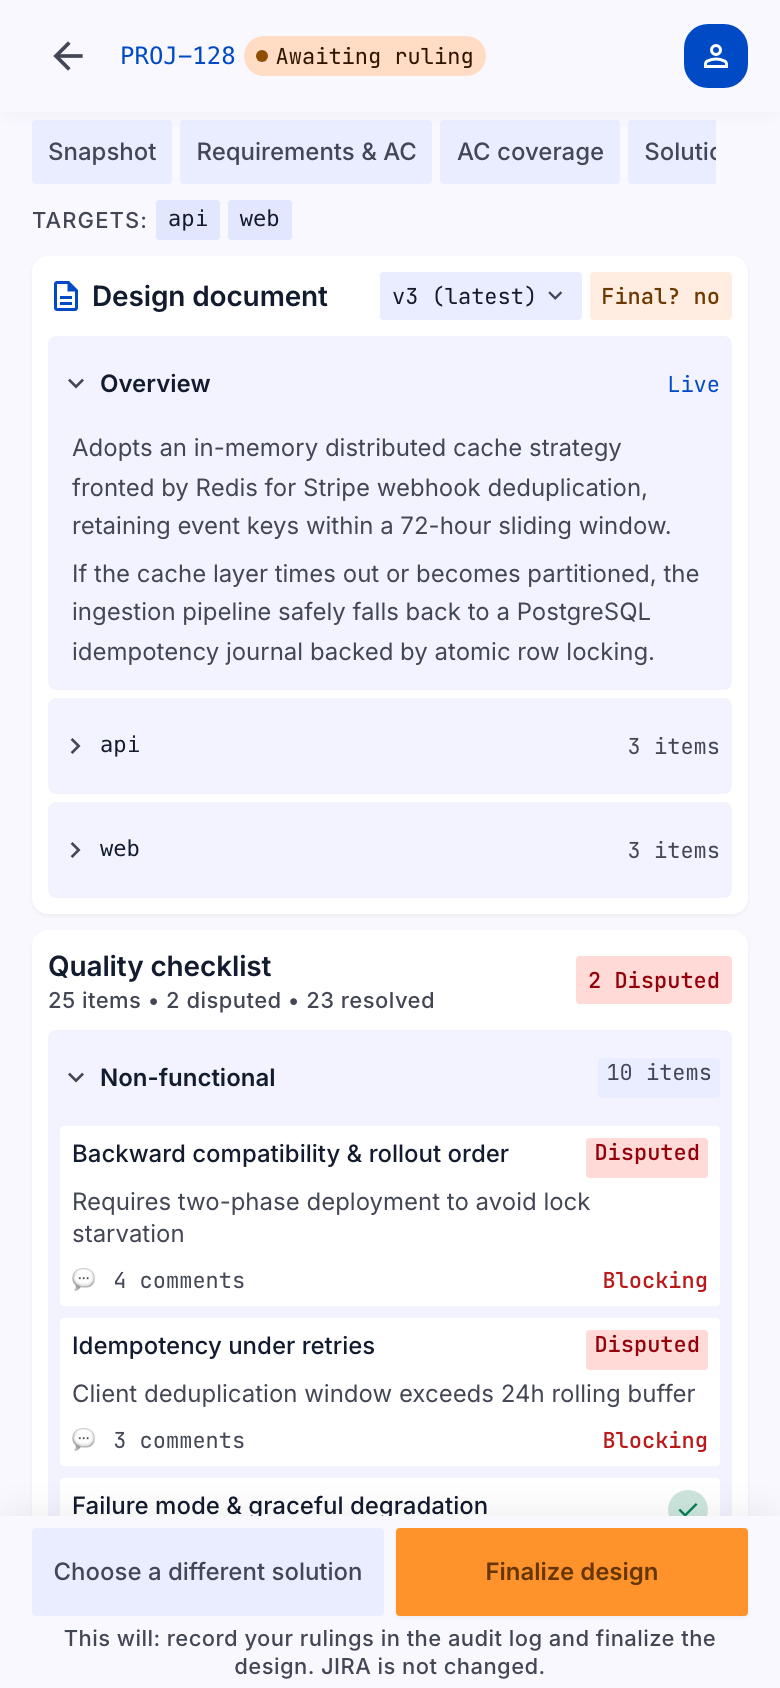 PROJ-128
Awaiting ruling
Snapshot
Requirements & AC
AC coverage
Solutio
TARGETS:
api
web
Design document
v3 (latest)
Final? no
Overview
Live
Adopts an in-memory distributed cache strategy
fronted by Redis for Stripe webhook deduplication,
retaining event keys within a 72-hour sliding window.
If the cache layer times out or becomes partitioned, the
ingestion pipeline safely falls back to a PostgreSQL
idempotency journal backed by atomic row locking.
api
3 items
web
3 items
Quality checklist
25 items • 2 disputed • 23 resolved
2 Disputed
Non-functional
10 items
Backward compatibility & rollout order
Disputed
Requires two-phase deployment to avoid lock
starvation
4 comments
Blocking
Idempotency under retries
Disputed
Client deduplication window exceeds 24h rolling buffer
3 comments
Blocking
Failure mode & graceful degradation
Choose a different solution
Finalize design
This will: record your rulings in the audit log and finalize the
design. JIRA is not changed.